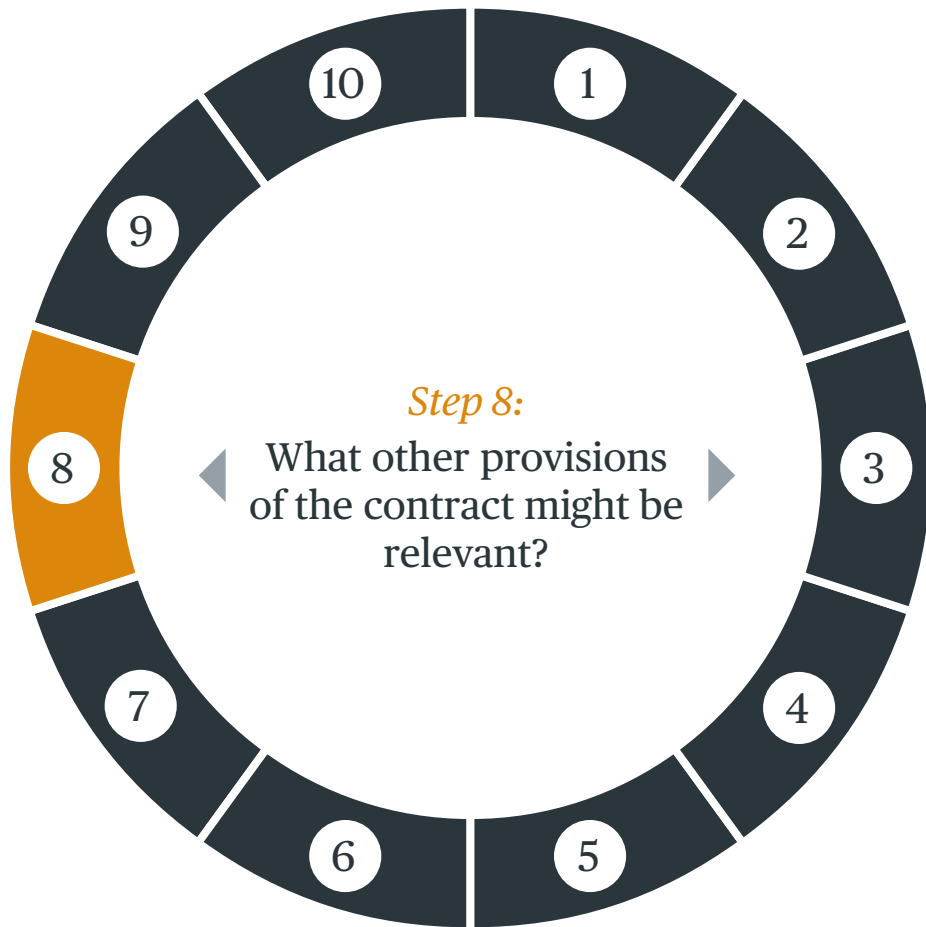 10
1
9
2
8
Step 8:
What other provisions
of the contract might be
relevant?
3
7
4
6
5